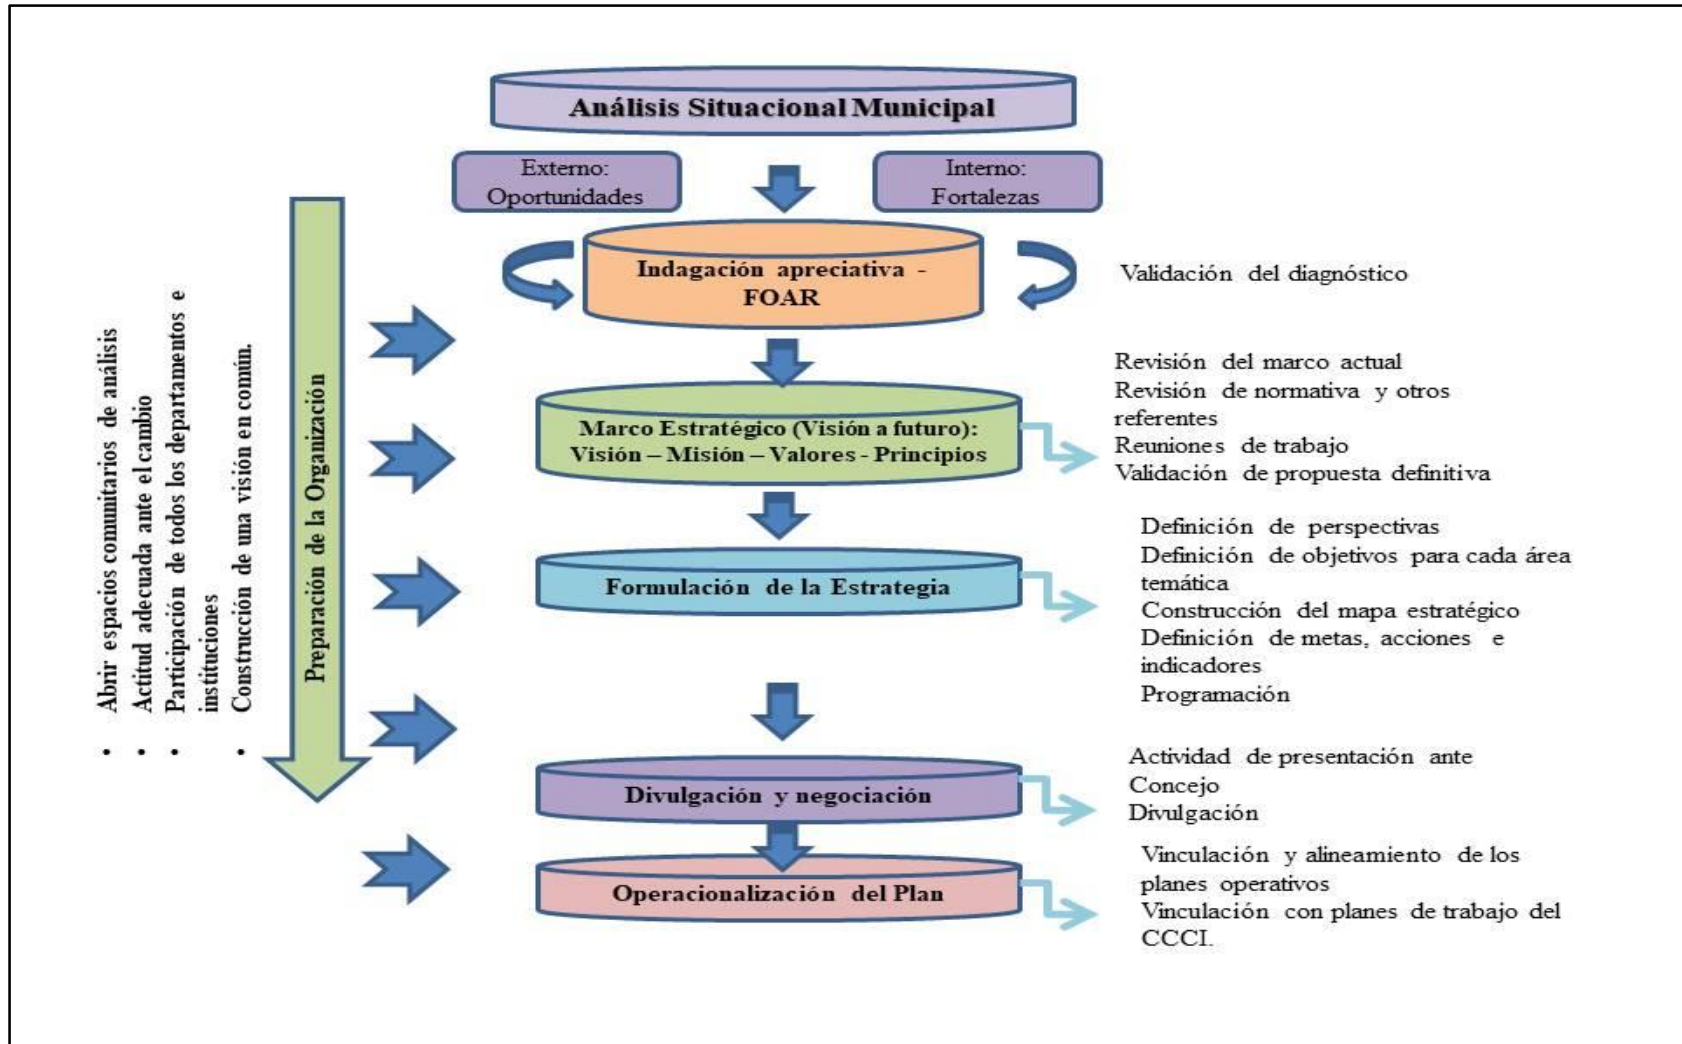 Análisis Situacional Municipal
Externo:
Oportunidades
Interno:
Fortalezas
Indagación apreciativa -
FOAR
Validación del diagnóstico
• Abrir espacios comunitarios de análisis
• Actitud adecuada ante el cambio
• Participación de todos los departamentos e
instituciones
• Construcción de una visión en común.
Preparación de la Organización
Marco Estratégico (Visión a futuro):
Visión – Misión – Valores - Principios
Revisión del marco actual
Revisión de normativa y otros
referentes
Reuniones de trabajo
Validación de propuesta definitiva
Formulación de la Estrategia
Definición de perspectivas
Definición de objetivos para cada área
temática
Construcción del mapa estratégico
Definición de metas, acciones e
indicadores
Programación
Divulgación y negociación
Actividad de presentación ante
Concejo
Divulgación
Operacionalización del Plan
Vinculación y alineamiento de los
planes operativos
Vinculación con planes de trabajo del
CCCI.